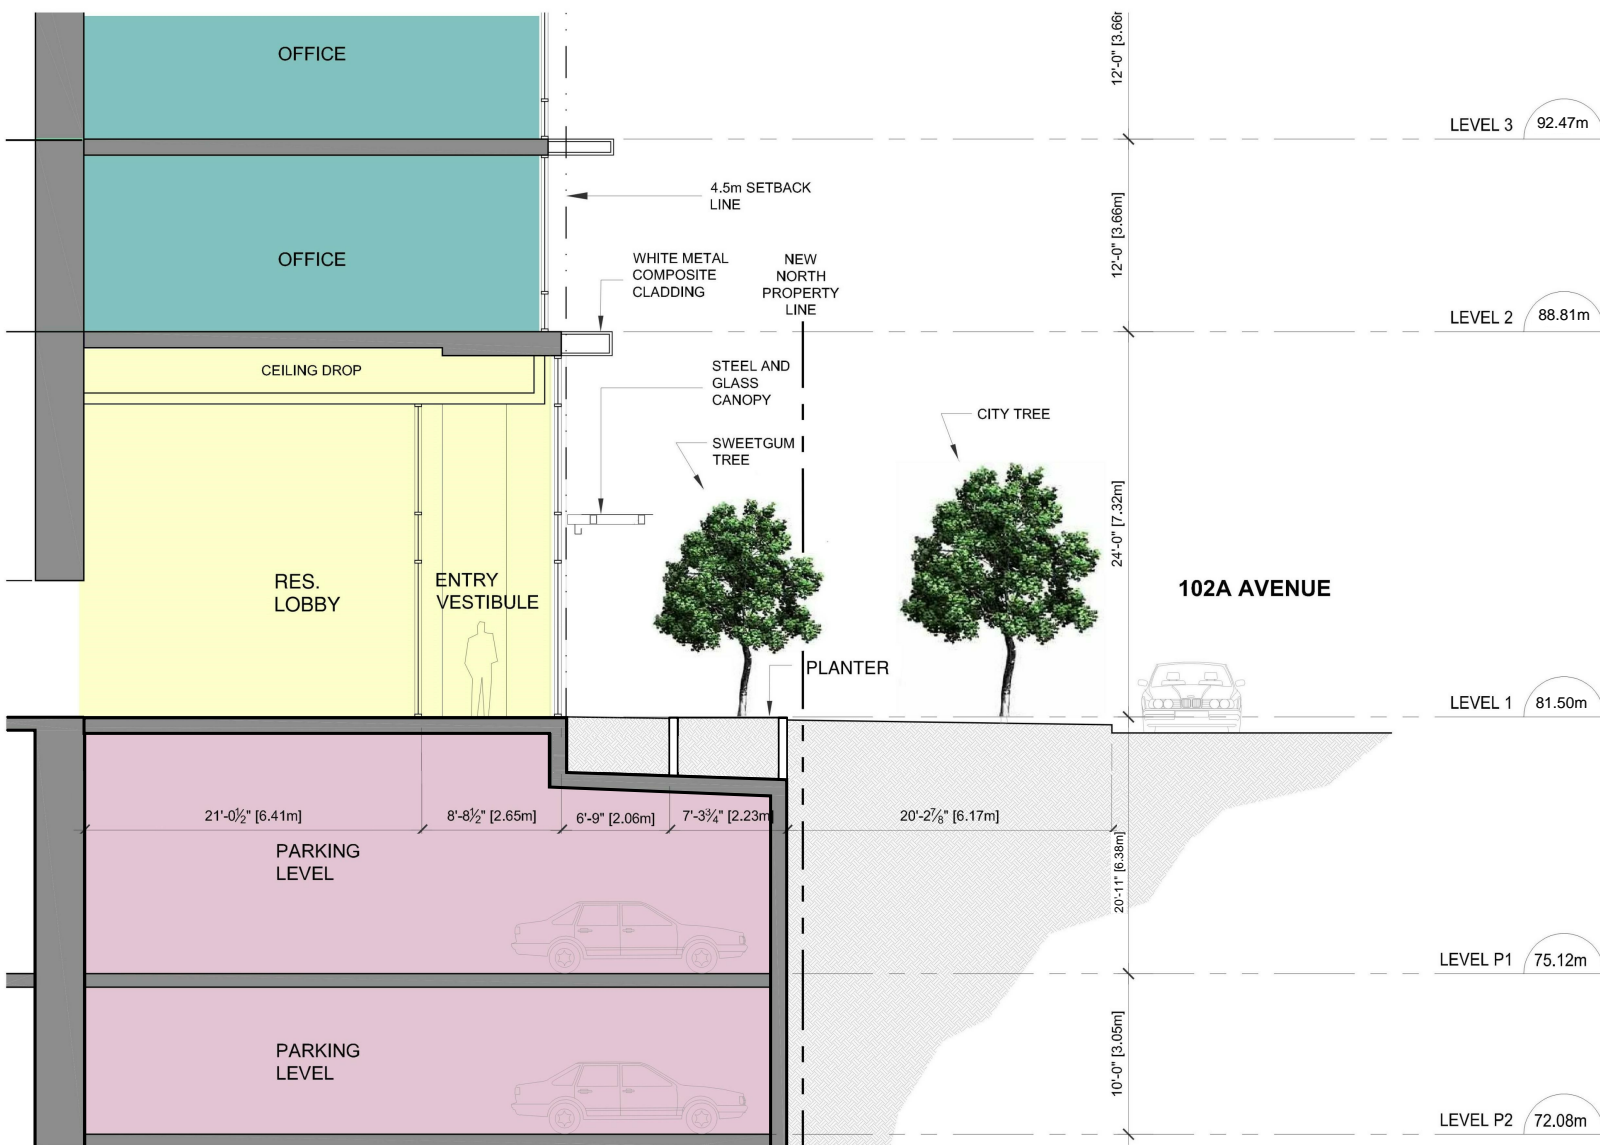 OFFICE
12'-0" [3.66m
LEVEL 3
92.47m
4.5m SETBACK
LINE
12'-0" [3.66m]
OFFICE
WHITE METAL
COMPOSITE
CLADDING
NEW
NORTH
PROPERTY
LINE
LEVEL 2
88.81m
CEILING DROP
STEEL AND
GLASS
CANOPY
CITY TREE
SWEETGUM
TREE
24'-0" [7.32m]
RES.
LOBBY
ENTRY
VESTIBULE
102A AVENUE
PLANTER
LEVEL 1
81.50m
21'-0½" [6.41m]
8'-8½" [2.65m]
6'-9" [2.06m]
7'-3¾" [2.23m]
20'-2⅞" [6.17m]
PARKING
LEVEL
20'-11" [6.38m]
LEVEL P1
75.12m
PARKING
LEVEL
10'-0" [3.05m]
LEVEL P2
72.08m